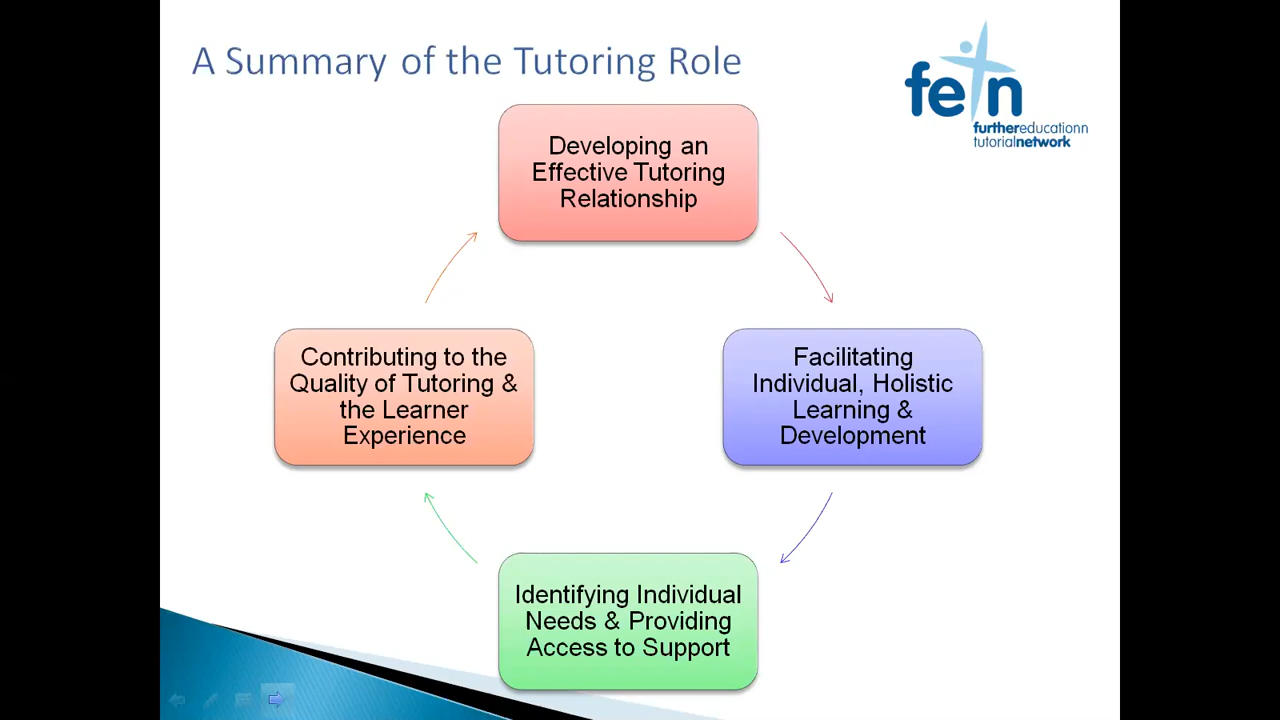 A Summary of the Tutoring Role
fetn
furthereducationn
tutorialnetwork
Developing an
Effective Tutoring
Relationship
Contributing to the
Quality of Tutoring &
the Learner
Experience
Facilitating
Individual, Holistic
Learning &
Development
Identifying Individual
Needs & Providing
Access to Support